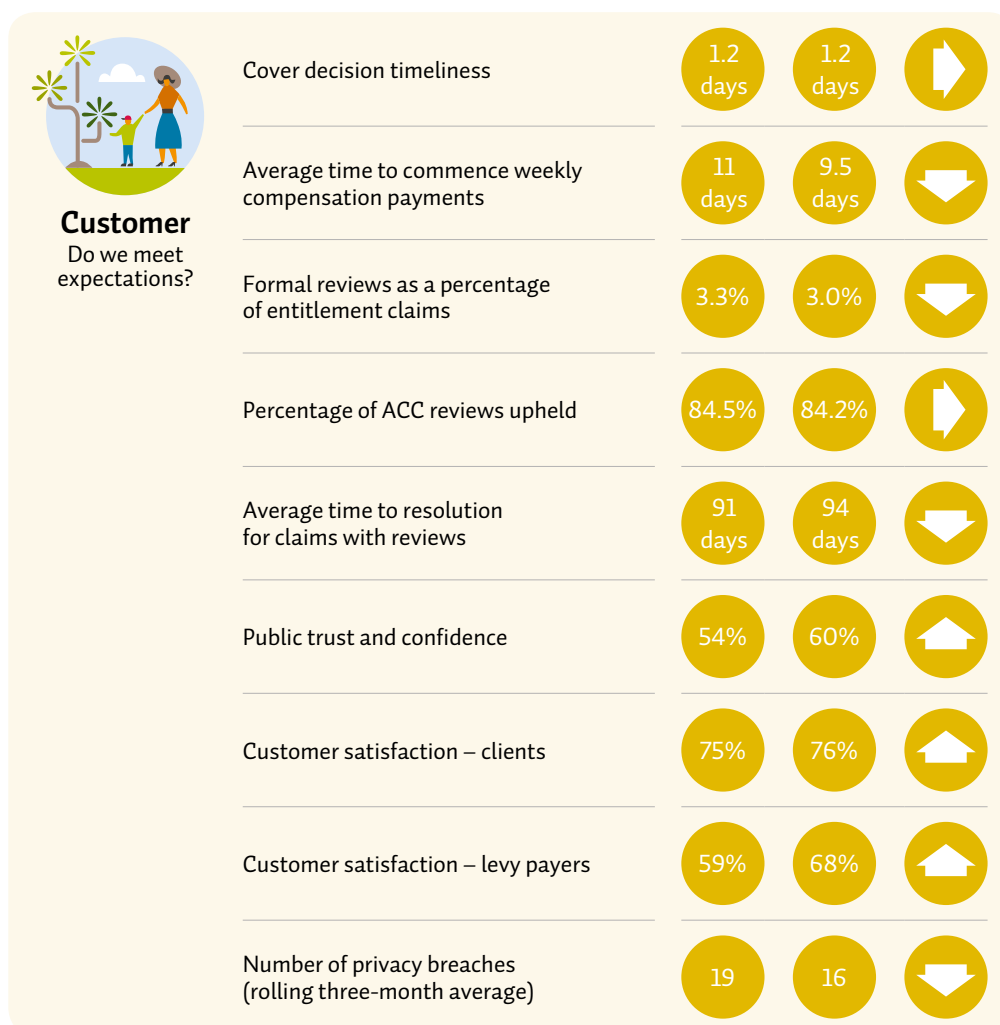 Customer
Do we meet
expectations?
Cover decision timeliness
1.2
days
1.2
days
Average time to commence weekly
compensation payments
11
days
9.5
days
Formal reviews as a percentage
of entitlement claims
3.3%
3.0%
Percentage of ACC reviews upheld
84.5%
84.2%
Average time to resolution
for claims with reviews
91
days
94
days
Public trust and confidence
54%
60%
Customer satisfaction – clients
75%
76%
Customer satisfaction – levy payers
59%
68%
Number of privacy breaches
(rolling three-month average)
19
16